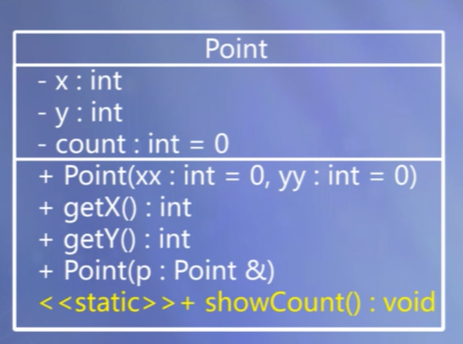 Point
- x : int
- y : int
- count : int = 0
+ Point(xx : int = 0, yy : int = 0)
+ getX() : int
+ getY() : int
+ Point(p : Point &)
<<static>>+ showCount() : void